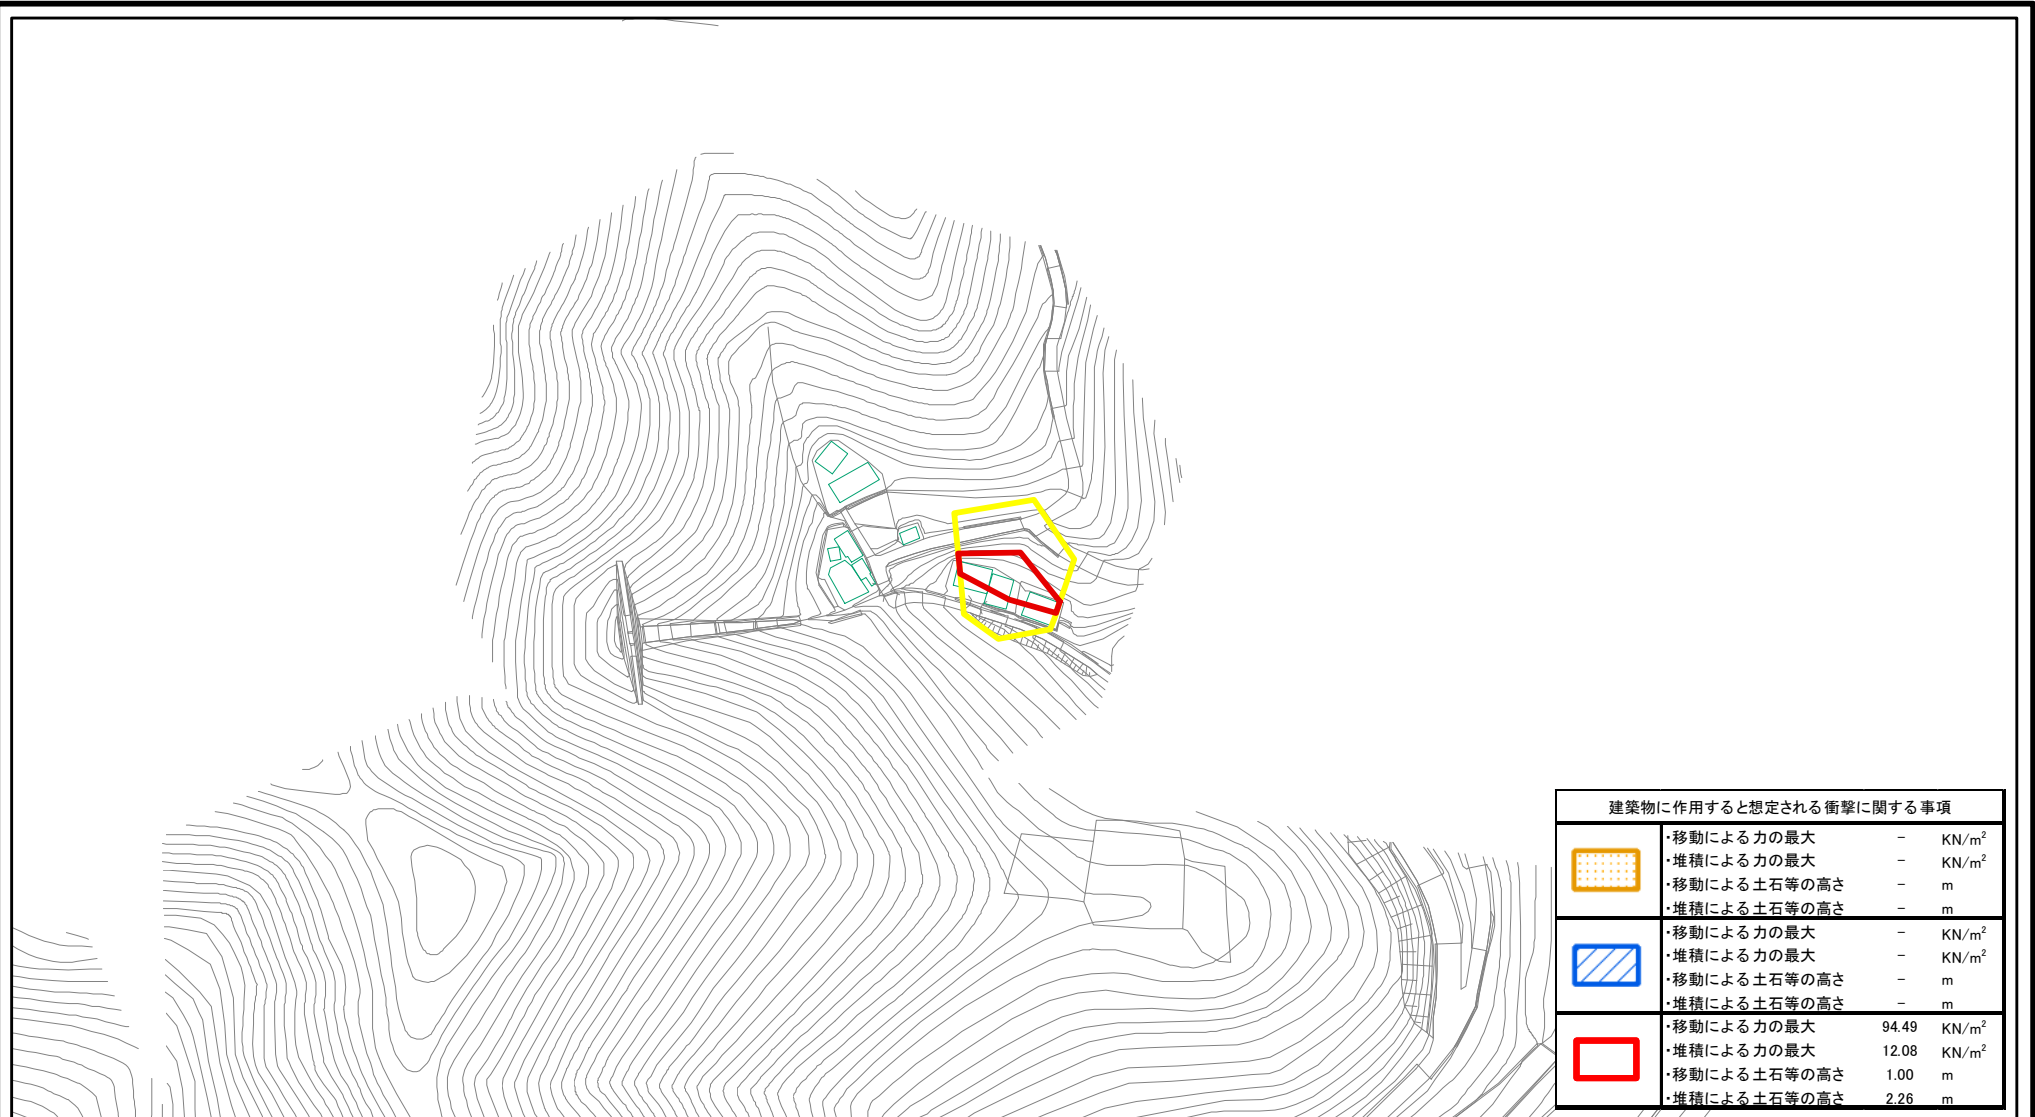 建築物に作用すると想定される衝撃に関する事項
・移動による力の最大 － KN/m²
・堆積による力の最大 － KN/m²
・移動による土石等の高さ － m
・堆積による土石等の高さ － m
・移動による力の最大 － KN/m²
・堆積による力の最大 － KN/m²
・移動による土石等の高さ － m
・堆積による土石等の高さ － m
・移動による力の最大 94.49 KN/m²
・堆積による力の最大 12.08 KN/m²
・移動による土石等の高さ 1.00 m
・堆積による土石等の高さ 2.26 m